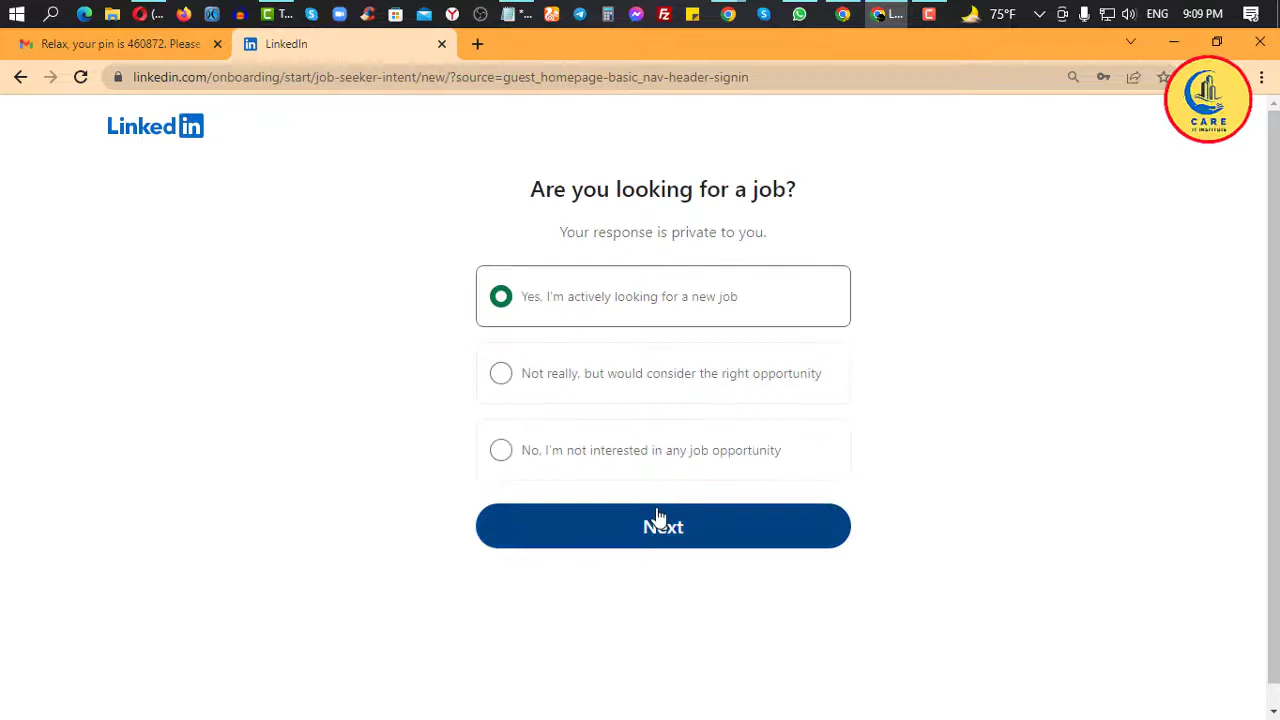 T...
*...
L...
75°F
ENG
9:09 PM
Relax, your pin is 460872. Please
LinkedIn
linkedin.com/onboarding/start/job-seeker-intent/new/?source=guest_homepage-basic_nav-header-signin
CARE
IT INSTITUTE
LinkedIn
Are you looking for a job?
Your response is private to you.
Yes, I'm actively looking for a new job
Not really, but would consider the right opportunity
No, I'm not interested in any job opportunity
Next